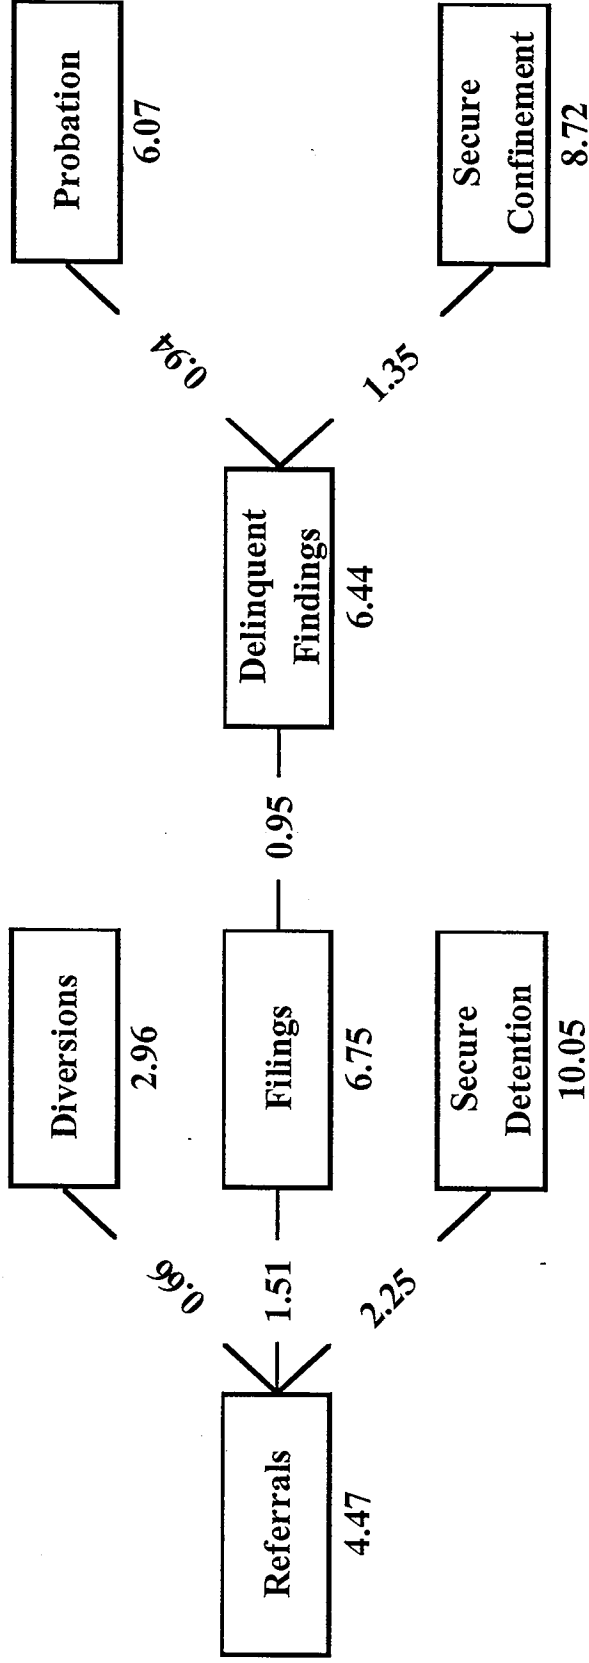 Referrals
4.47
0.66
1.51
2.25
Diversions
2.96
Filings
6.75
Secure
Detention
10.05
0.95
Delinquent
Findings
6.44
0.94
1.35
Probation
6.07
Secure
Confinement
8.72